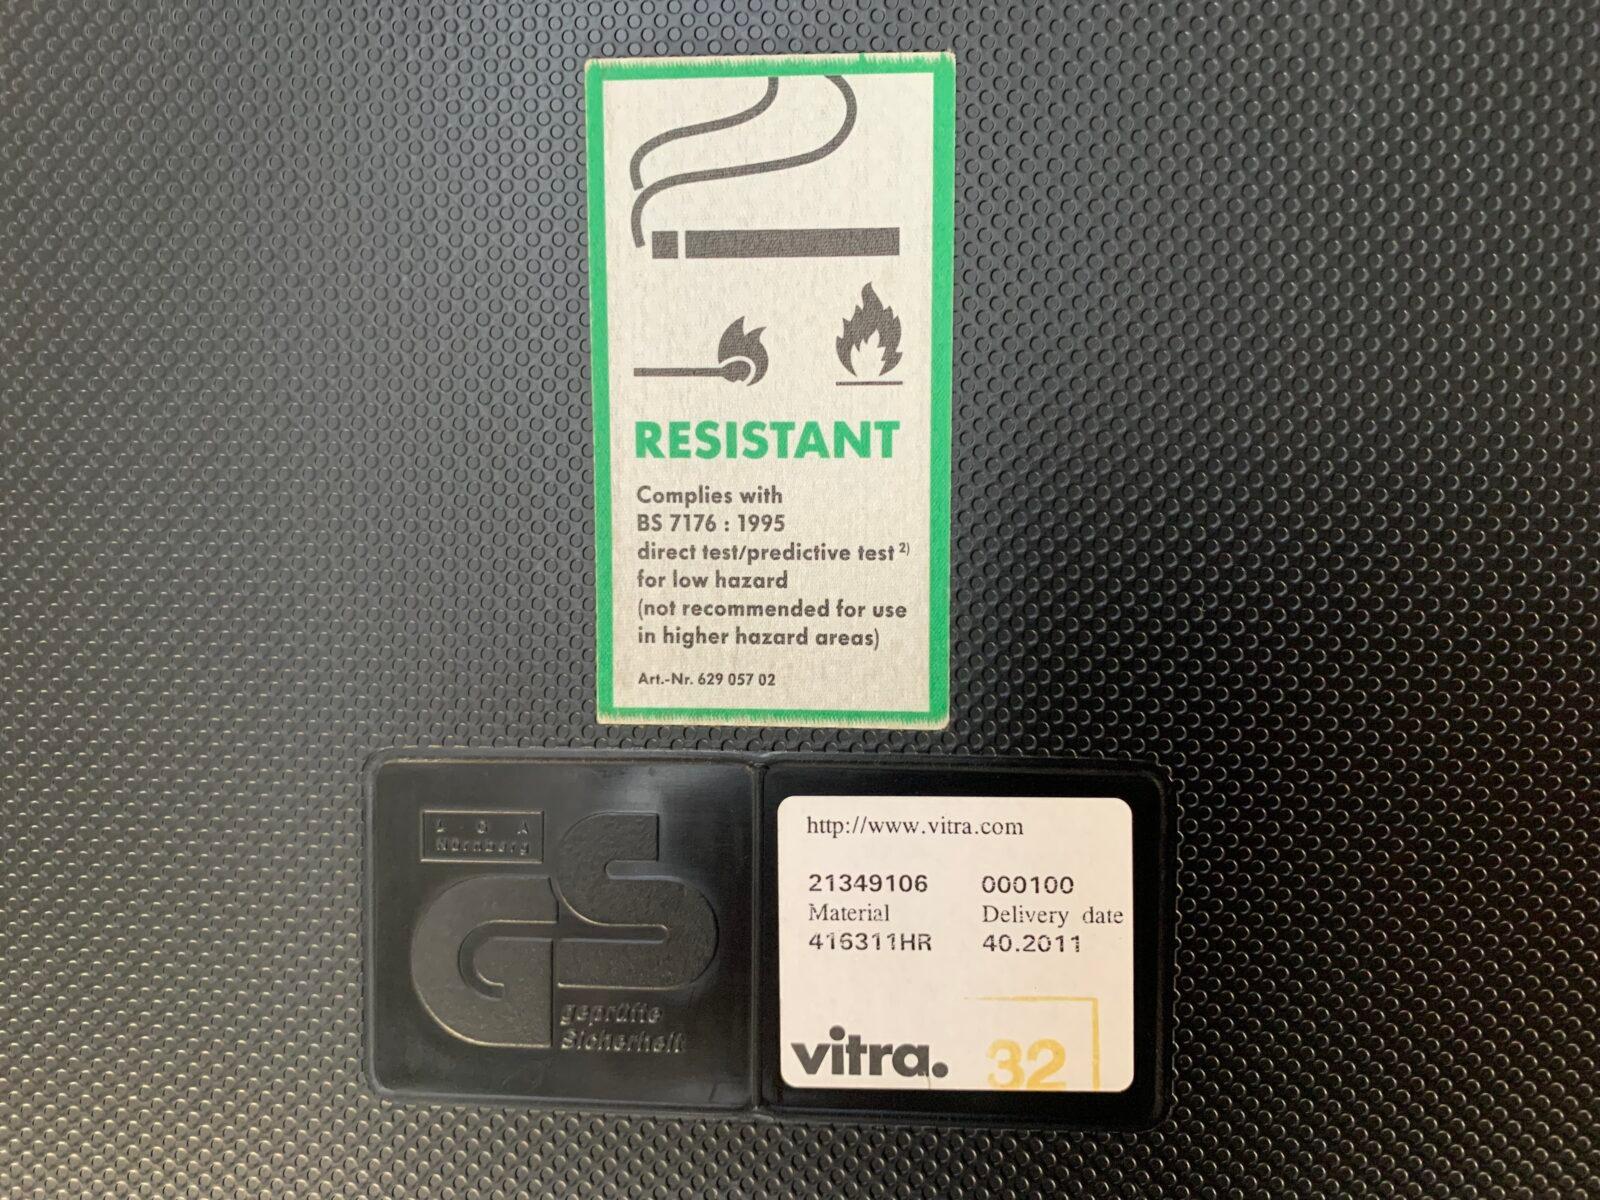 RESISTANT
Complies with
BS 7176 : 1995
direct test/predictive test 2)
for low hazard
(not recommended for use
in higher hazard areas)
Art.-Nr. 629 057 02
L G A
Nürnberg
GS
geprüfte
Sicherheit
http://www.vitra.com
21349106 000100
Material Delivery date
416311HR 40.2011
vitra. 32